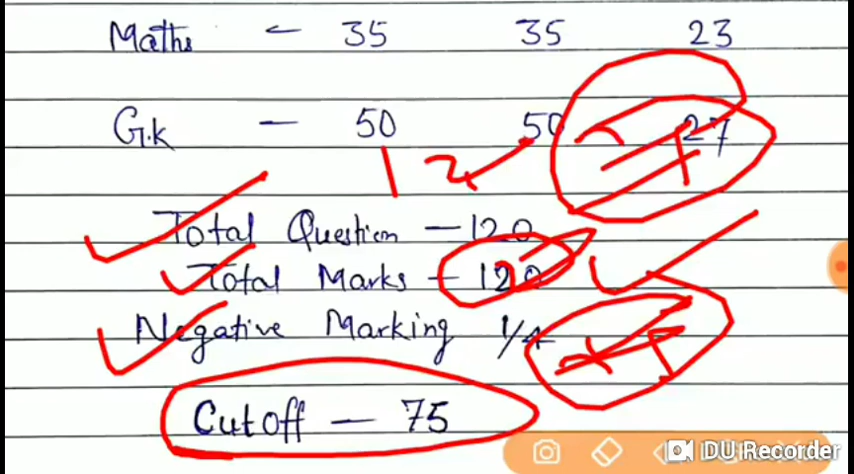 Maths - 35 35 23
G.K - 50 50 27
Total Question - 120
Total Marks - 120
Negative Marking 1/4
Cutoff - 75
DU Recorder